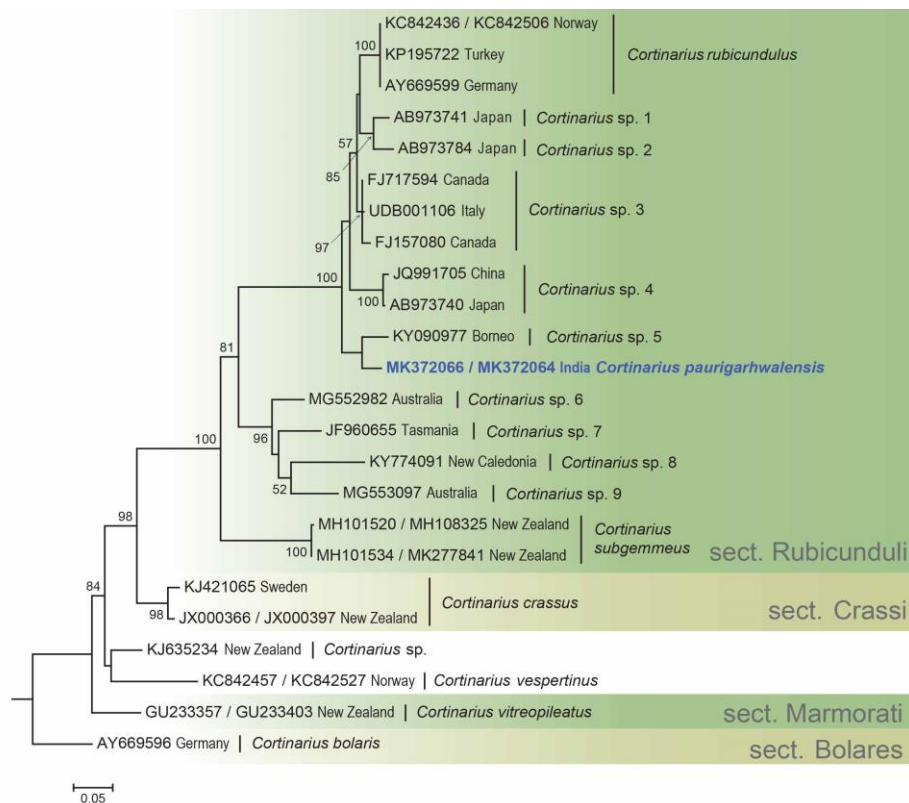 KC842436 / KC842506 Norway
100
KP195722 Turkey
Cortinarius rubicundulus
AY669599 Germany
AB973741 Japan
Cortinarius sp. 1
57
AB973784 Japan
Cortinarius sp. 2
85
FJ717594 Canada
UDB001106 Italy
Cortinarius sp. 3
97
FJ157080 Canada
100
JQ991705 China
Cortinarius sp. 4
100
AB973740 Japan
KY090977 Borneo
Cortinarius sp. 5
81
MK372066 / MK372064 India Cortinarius paurigarhwalensis
MG552982 Australia
Cortinarius sp. 6
96
JF960655 Tasmania
Cortinarius sp. 7
100
KY774091 New Caledonia
Cortinarius sp. 8
52
MG553097 Australia
Cortinarius sp. 9
98
MH101520 / MH108325 New Zealand
Cortinarius
subgemmeus
100
MH101534 / MK277841 New Zealand
sect. Rubicunduli
84
KJ421065 Sweden
Cortinarius crassus
98
JX000366 / JX000397 New Zealand
sect. Crassi
KJ635234 New Zealand
Cortinarius sp.
KC842457 / KC842527 Norway
Cortinarius vespertinus
GU233357 / GU233403 New Zealand
Cortinarius vitreopileatus
sect. Marmorati
AY669596 Germany
Cortinarius bolaris
sect. Bolares
0.05